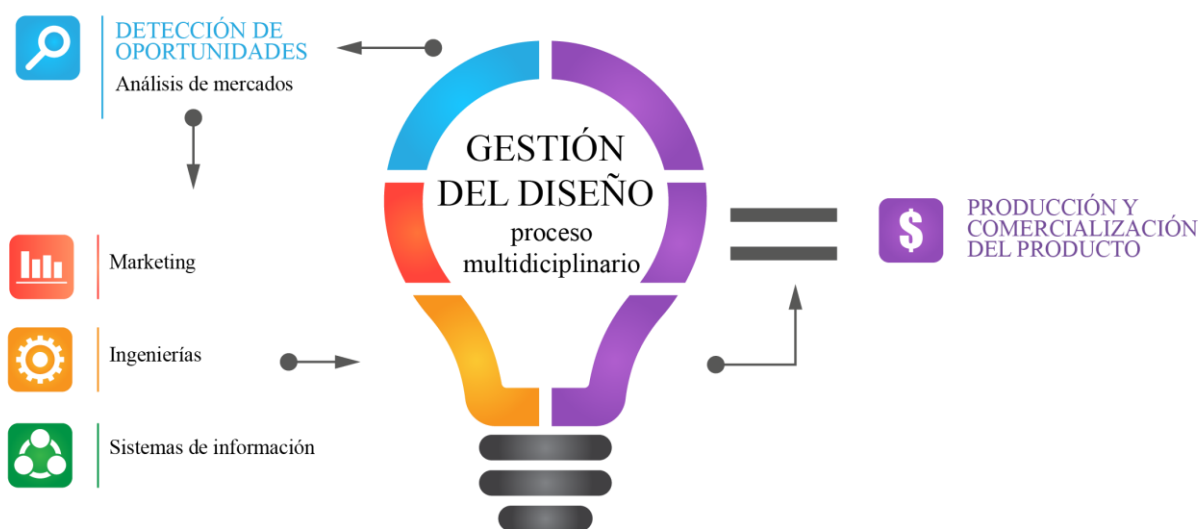 DETECCIÓN DE
OPORTUNIDADES
Análisis de mercados
Marketing
Ingenierías
Sistemas de información
GESTIÓN
DEL DISEÑO
proceso
multidiciplinario
$
PRODUCCIÓN Y
COMERCIALIZACIÓN
DEL PRODUCTO